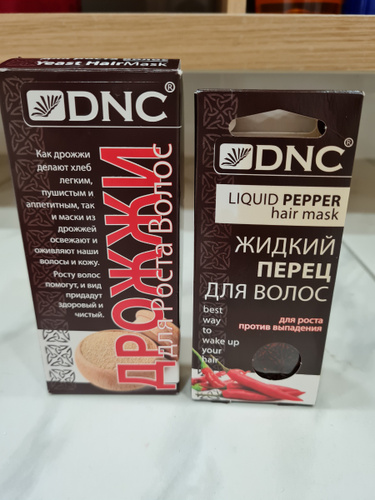 Yeast HairMask
DNC®
Как дрожжи
делают хлеб
легким,
пушистым и
аппетитным, так
и маски из
дрожжей
освежают и
оживляют наши
волосы и кожу.
Росту волос
помогут, и вид
придадут
здоровый и
чистый.
ДРОЖЖИ
для Роста Волос
DNC®
LIQUID PEPPER
hair mask
ЖИДКИЙ
ПЕРЕЦ
ДЛЯ ВОЛОС
для роста
против выпадения
best
way
to
wake up
your
hair